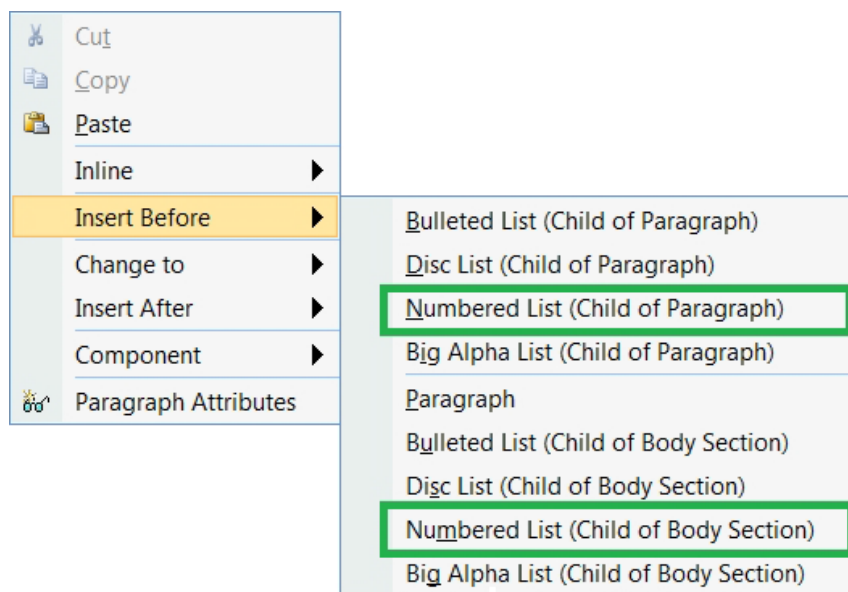 Cut
Copy
Paste
Inline
Insert Before
Change to
Insert After
Component
Paragraph Attributes
Bulleted List (Child of Paragraph)
Disc List (Child of Paragraph)
Numbered List (Child of Paragraph)
Big Alpha List (Child of Paragraph)
Paragraph
Bulleted List (Child of Body Section)
Disc List (Child of Body Section)
Numbered List (Child of Body Section)
Big Alpha List (Child of Body Section)